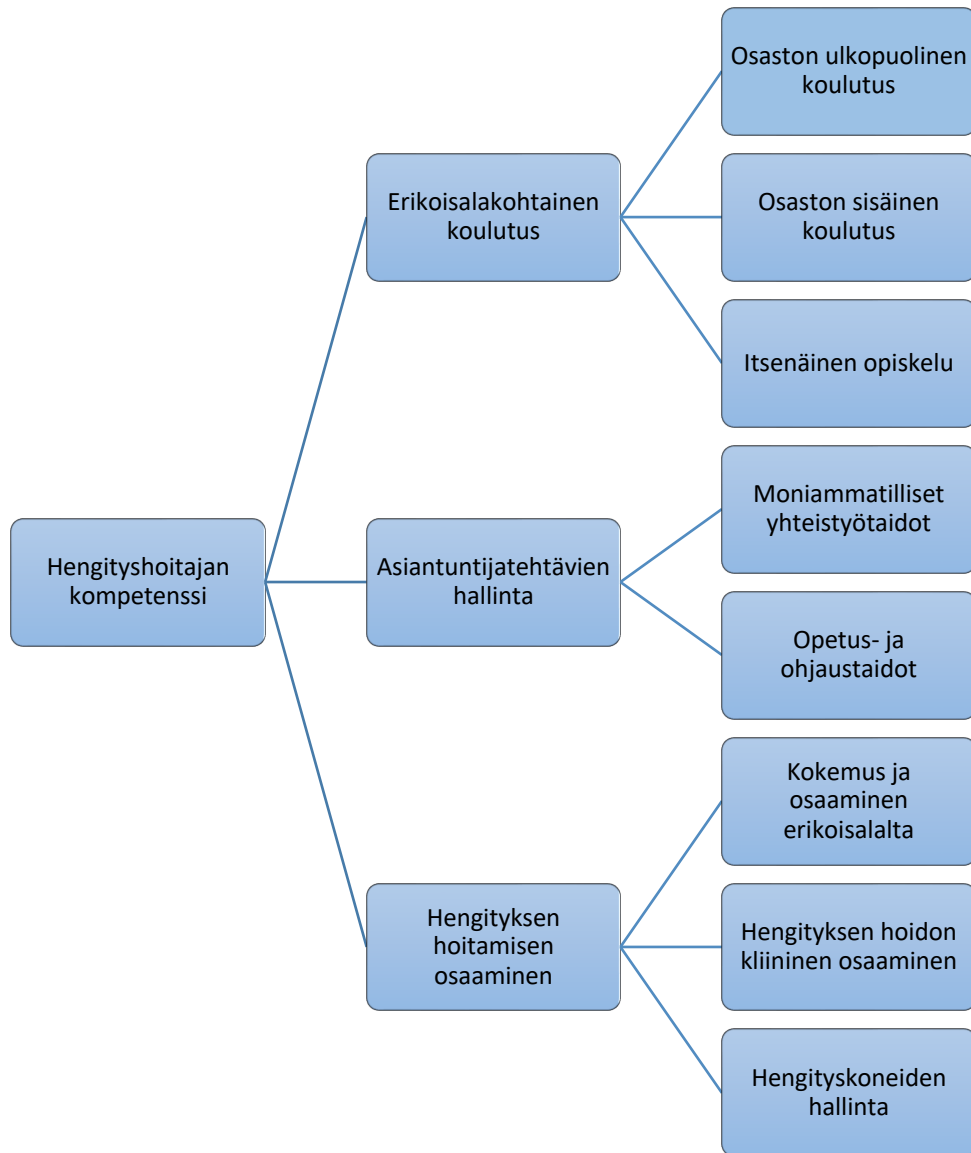 Osaston ulkopuolinen
koulutus
Erikoisalakohtainen
koulutus
Osaston sisäinen
koulutus
Itsenäinen opiskelu
Hengityshoitajan
kompetenssi
Asiantuntijatehtävien
hallinta
Moniammatilliset
yhteistyötaidot
Opetus- ja
ohjaustaidot
Hengityksen
hoitamisen
osaaminen
Kokemus ja
osaaminen
erikoisalalta
Hengityksen hoidon
kliininen osaaminen
Hengityskoneiden
hallinta